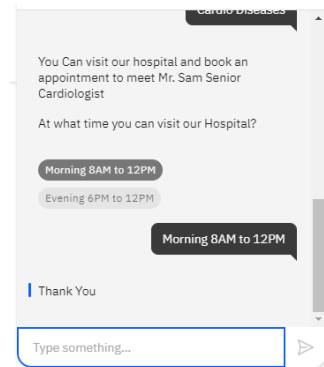 Cardio Diseases
You Can visit our hospital and book an
appointment to meet Mr. Sam Senior
Cardiologist
At what time you can visit our Hospital?
Morning 8AM to 12PM
Evening 6PM to 12PM
Morning 8AM to 12PM
Thank You
Type something...